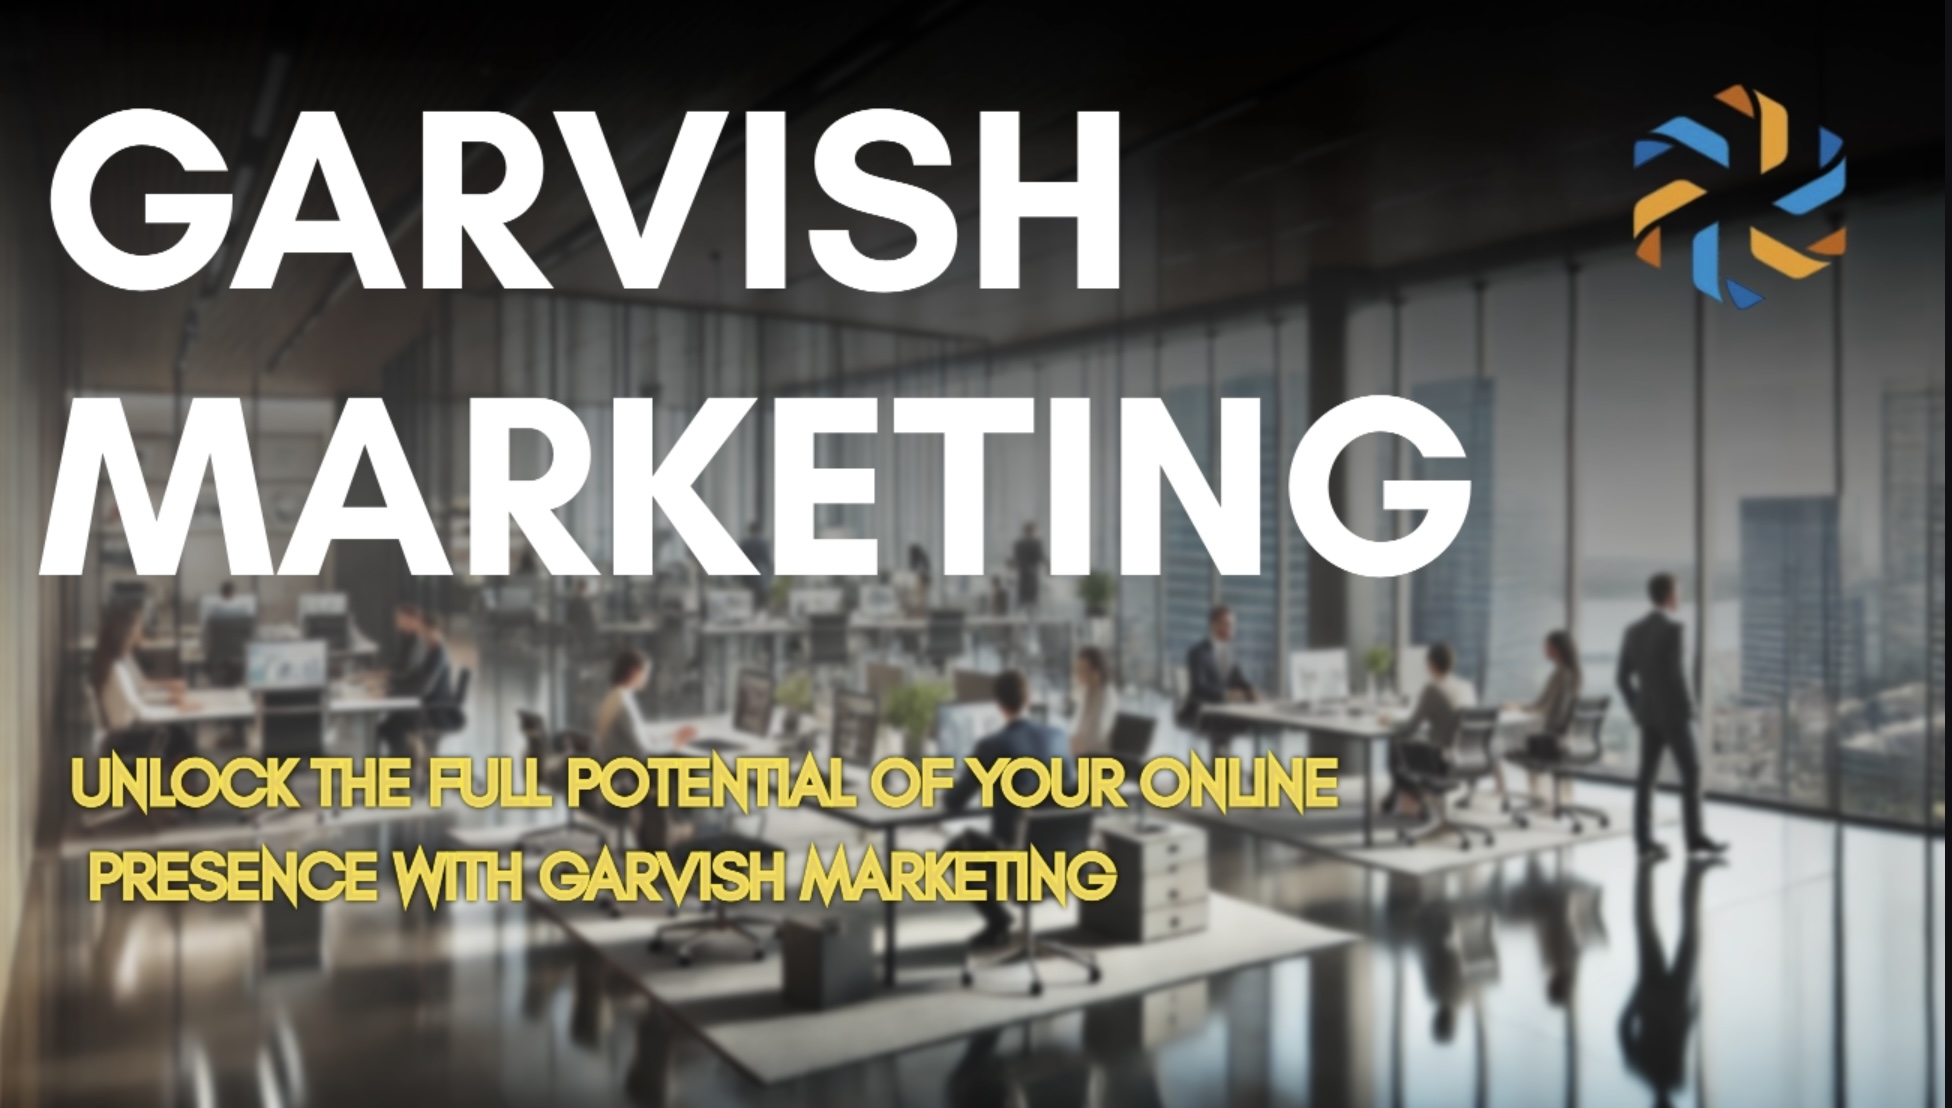 GARVISH
MARKETING
UNLOCK THE FULL POTENTIAL OF YOUR ONLINE
PRESENCE WITH GARVISH MARKETING